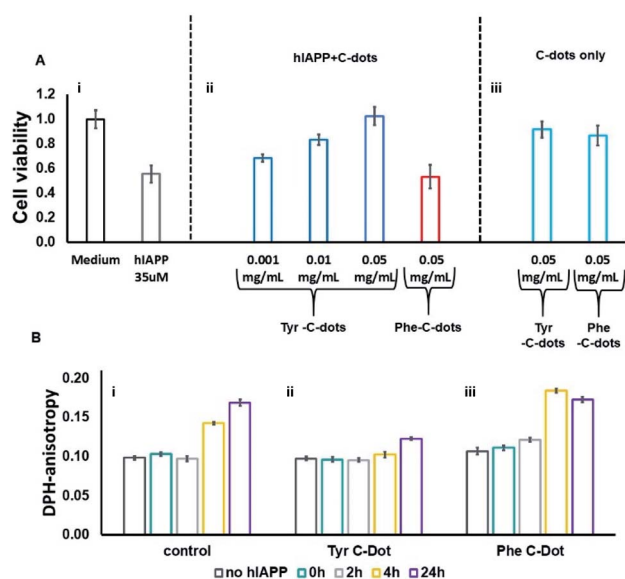 hIAPP+C-dots
C-dots only
A
i
ii
iii
Cell viability
1.2
1.0
0.8
0.6
0.4
0.2
0.0
Medium
hIAPP
35uM
0.001
mg/mL
0.01
mg/mL
0.05
mg/mL
0.05
mg/mL
0.05
mg/mL
0.05
mg/mL
Tyr -C-dots
Phe-C-dots
Tyr
-C-dots
Phe
-C-dots
B
i
ii
iii
DPH-anisotropy
0.20
0.15
0.10
0.05
0.00
control
Tyr C-Dot
Phe C-Dot
no hIAPP 0h 2h 4h 24h